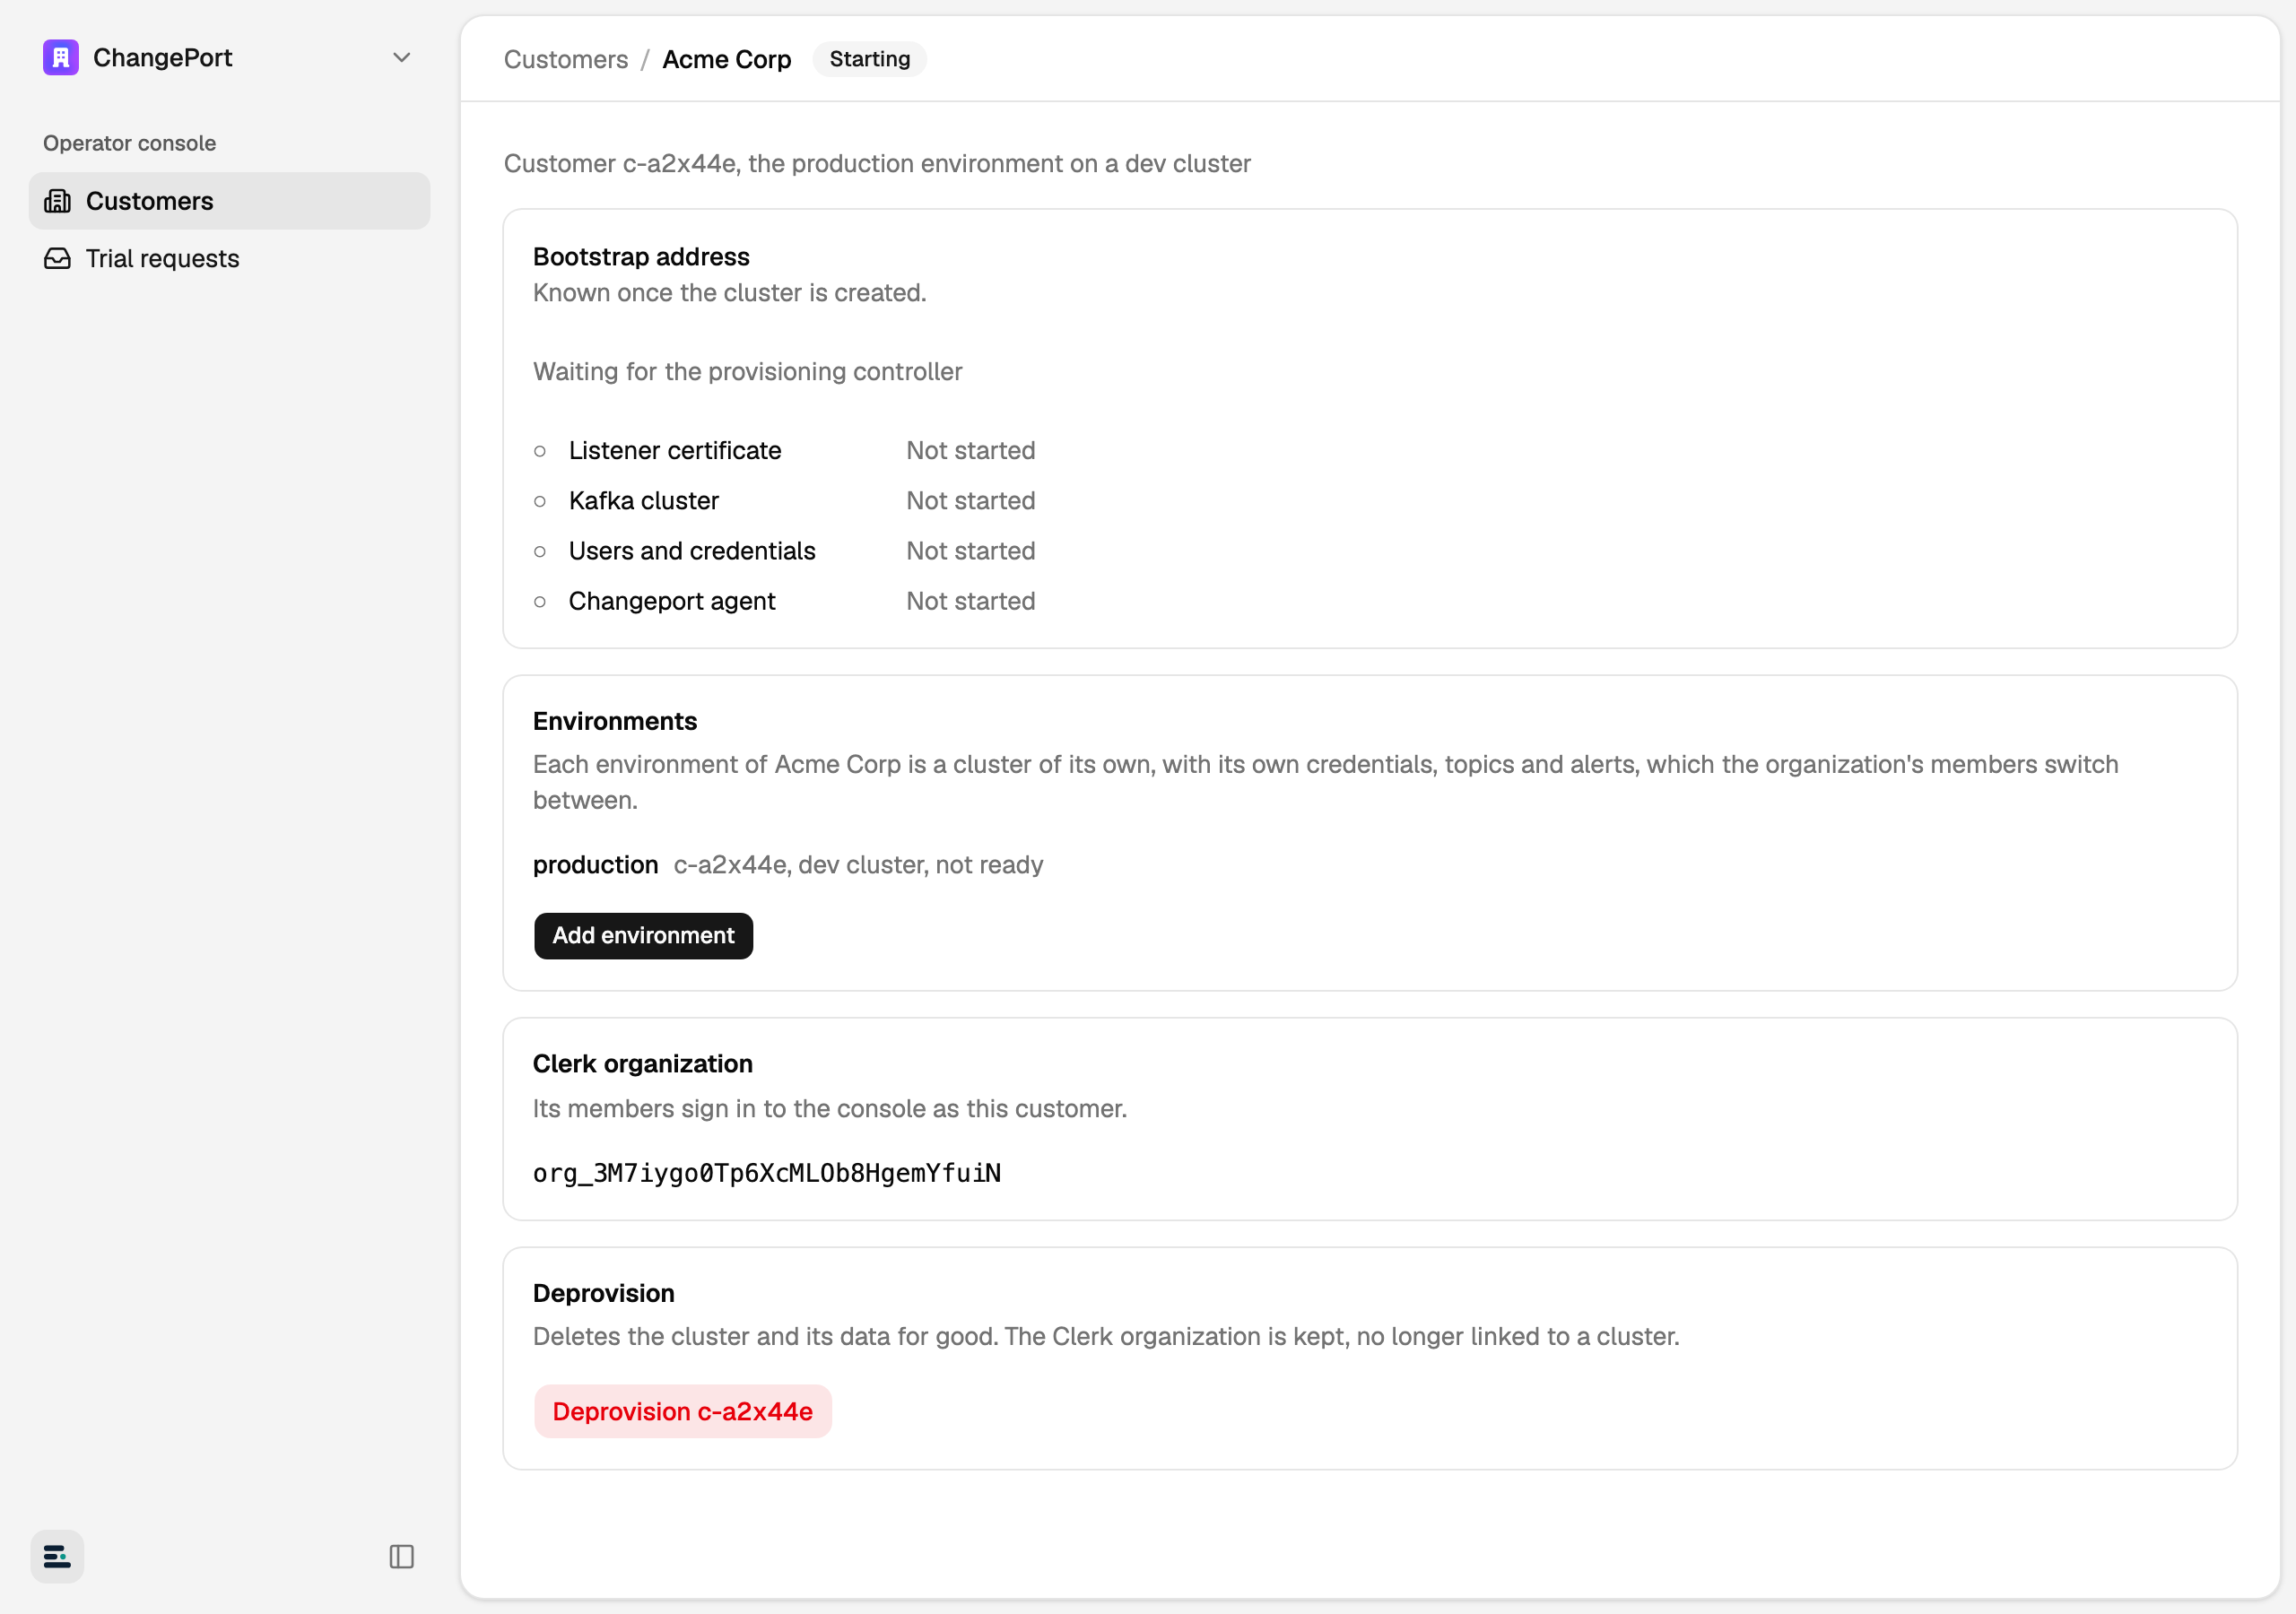 ChangePort
Operator console
Customers
Trial requests
Customers / Acme Corp Starting
Customer c-a2x44e, the production environment on a dev cluster
Bootstrap address
Known once the cluster is created.
Waiting for the provisioning controller
Listener certificate Not started
Kafka cluster Not started
Users and credentials Not started
Changeport agent Not started
Environments
Each environment of Acme Corp is a cluster of its own, with its own credentials, topics and alerts, which the organization's members switch
between.
production c-a2x44e, dev cluster, not ready
Add environment
Clerk organization
Its members sign in to the console as this customer.
org_3M7iygo0Tp6XcMLOb8HgemYfuiN
Deprovision
Deletes the cluster and its data for good. The Clerk organization is kept, no longer linked to a cluster.
Deprovision c-a2x44e